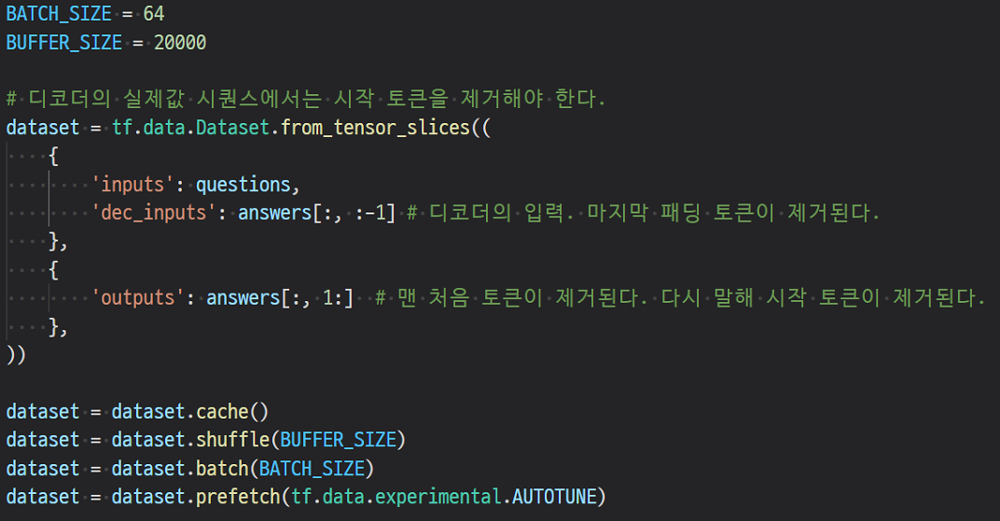 BATCH_SIZE = 64
BUFFER_SIZE = 20000
# 디코더의 실제값 시퀀스에서는 시작 토큰을 제거해야 한다.
dataset = tf.data.Dataset.from_tensor_slices((
    {
        'inputs': questions,
        'dec_inputs': answers[:, :-1] # 디코더의 입력. 마지막 패딩 토큰이 제거된다.
    },
    {
        'outputs': answers[:, 1:]  # 맨 처음 토큰이 제거된다. 다시 말해 시작 토큰이 제거된다.
    },
))
dataset = dataset.cache()
dataset = dataset.shuffle(BUFFER_SIZE)
dataset = dataset.batch(BATCH_SIZE)
dataset = dataset.prefetch(tf.data.experimental.AUTOTUNE)